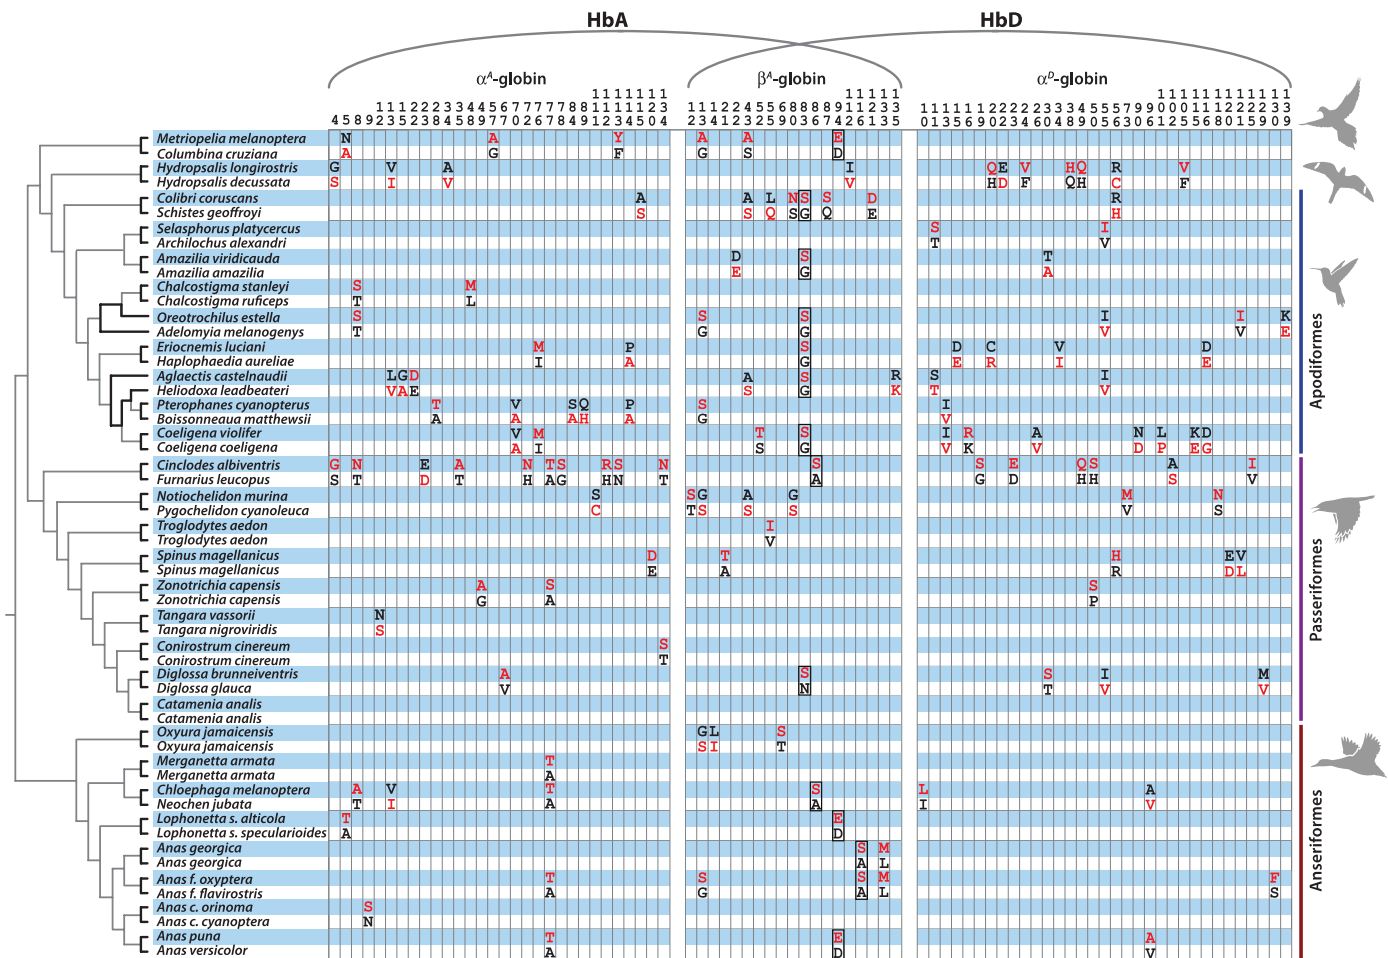 HbA HbD
α^A-globin β^A-globin α^D-globin
Metriopelia melanoptera N A Y A A E
Columbina cruziana A G F G S D
Hydropsalis longirostris G V A I Q E V H Q R V
Hydropsalis decussata S I V V H D F Q H C F
Colibri coruscans A A L N S S D R
Schistes geoffroyi S S Q S G Q E H
Selasphorus platycercus S I
Archilochus alexandri T V
Amazilia viridicauda D S T
Amazilia amazilia E G A
Chalcostigma stanleyi S M
Chalcostigma ruficeps T L
Oreotrochilus estella S S S I I K
Adelomyia melanogenys T G G V V E
Eriocnemis luciani M P S D C V D
Haplophaedia aureliae I A G E R I E
Aglaectis castelnaudii L G D A S R S I
Heliodoxa leadbeateri V A E S G K T V
Pterophanes cyanopterus T V S Q P S I
Boissonneaua matthewsii A A A H A G V
Coeligena violifer V M T S I R A N L K D
Coeligena coeligena A I S G V K V D P E G
Cinclodes albiventris G N E A N T S R S N S S E Q S A I
Furnarius leucopus S T D T H A G H N T A G D H H S V
Notiochelidon murina S S G A G M N
Pygochelidon cyanoleuca C T S S S V S
Troglodytes aedon I
Troglodytes aedon V
Spinus magellanicus D T H E V
Spinus magellanicus E A R D L
Zonotrichia capensis A S S
Zonotrichia capensis G A P
Tangara vassorii N
Tangara nigroviridis S
Conirostrum cinereum S
Conirostrum cinereum T
Diglossa brunneiventris A S S I M
Diglossa glauca V N T V V
Catamenia analis
Catamenia analis
Oxyura jamaicensis G L S
Oxyura jamaicensis S I T
Merganetta armata T
Merganetta armata A
Chloephaga melanoptera A V T S L A
Neochen jubata T I A A I V
Lophonetta s. alticola T E
Lophonetta s. specularioides A D
Anas georgica S M
Anas georgica A L
Anas f. oxyptera T S S M F
Anas f. flavirostris A G A L S
Anas c. orinoma S
Anas c. cyanoptera N
Anas puna T E A
Anas versicolor A D V
Apodiformes
Passeriformes
Anseriformes